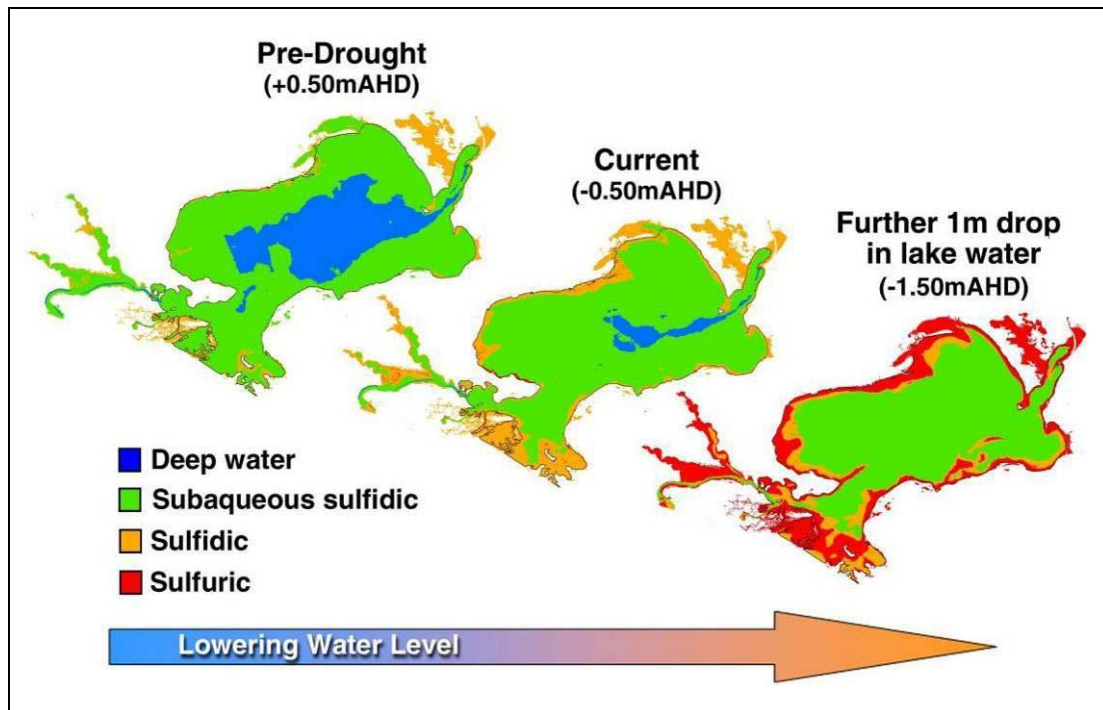 Pre-Drought
(+0.50mAHD)
Current
(-0.50mAHD)
Further 1m drop
in lake water
(-1.50mAHD)
Deep water
Subaqueous sulfidic
Sulfidic
Sulfuric
Lowering Water Level